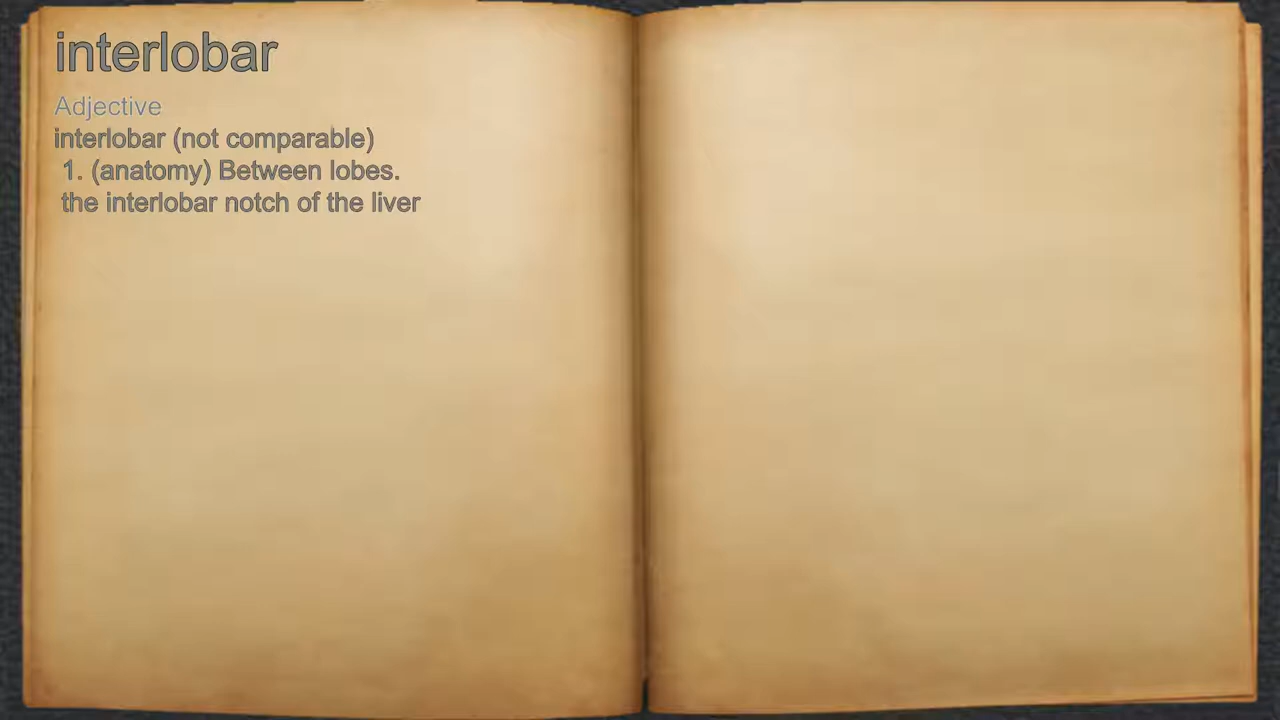 interlobar
Adjective
interlobar (not comparable)
1. (anatomy) Between lobes.
the interlobar notch of the liver